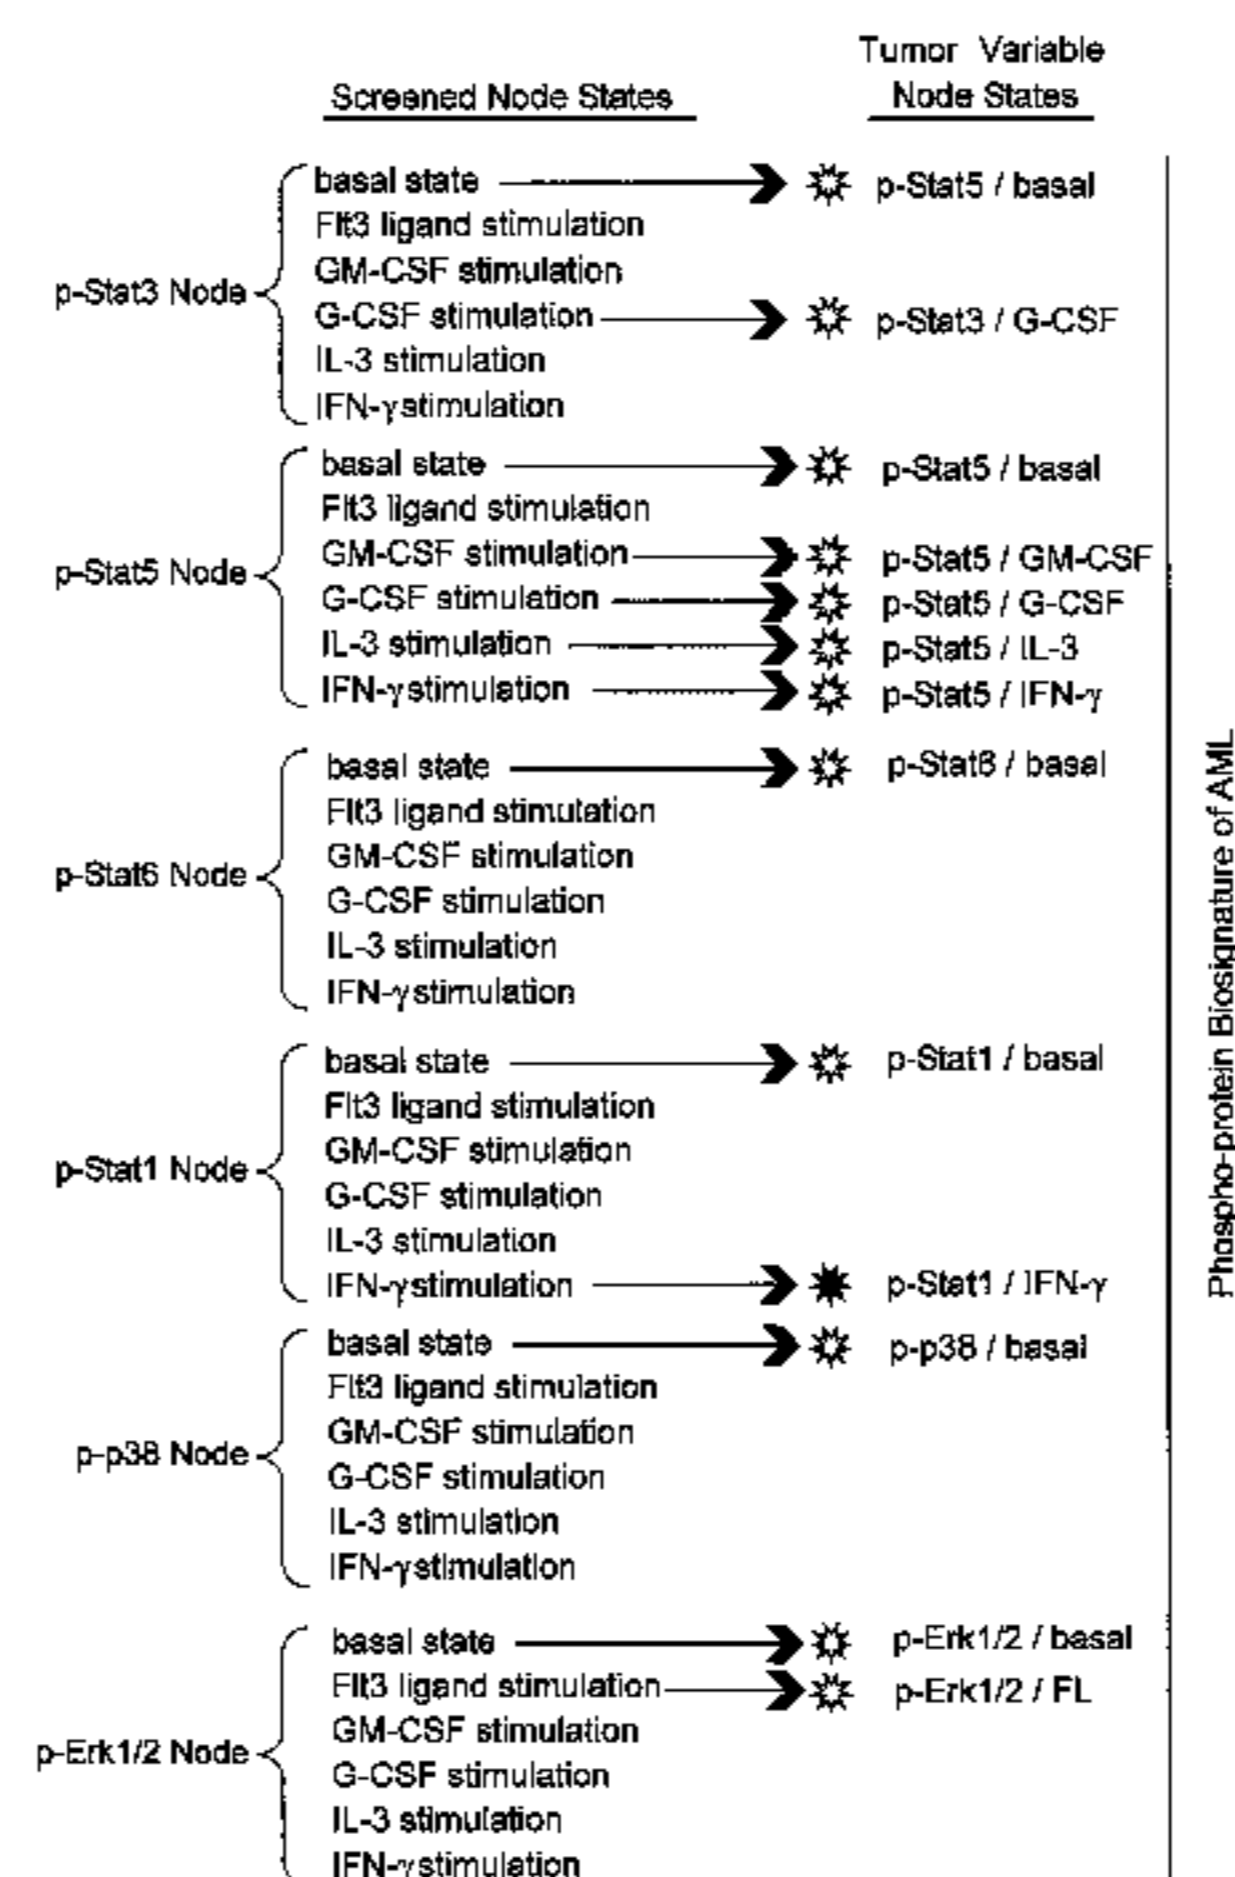 Tumor Variable
Screened Node States Node States
basal state p-Stat5 / basal
Flt3 ligand stimulation
GM-CSF stimulation
p-Stat3 Node
G-CSF stimulation p-Stat3 / G-CSF
IL-3 stimulation
IFN-γ stimulation
basal state p-Stat5 / basal
Flt3 ligand stimulation
GM-CSF stimulation p-Stat5 / GM-CSF
p-Stat5 Node
G-CSF stimulation p-Stat5 / G-CSF
IL-3 stimulation p-Stat5 / IL-3
IFN-γ stimulation p-Stat5 / IFN-γ
basal state p-Stat6 / basal
Flt3 ligand stimulation
GM-CSF stimulation
p-Stat6 Node
G-CSF stimulation
IL-3 stimulation
IFN-γ stimulation
basal state p-Stat1 / basal
Flt3 ligand stimulation
GM-CSF stimulation
p-Stat1 Node
G-CSF stimulation
IL-3 stimulation
IFN-γ stimulation p-Stat1 / IFN-γ
basal state p-p38 / basal
Flt3 ligand stimulation
GM-CSF stimulation
p-p38 Node
G-CSF stimulation
IL-3 stimulation
IFN-γ stimulation
basal state p-Erk1/2 / basal
Flt3 ligand stimulation p-Erk1/2 / FL
GM-CSF stimulation
p-Erk1/2 Node
G-CSF stimulation
IL-3 stimulation
IFN-γ stimulation
Phospho-protein Biosignature of AML